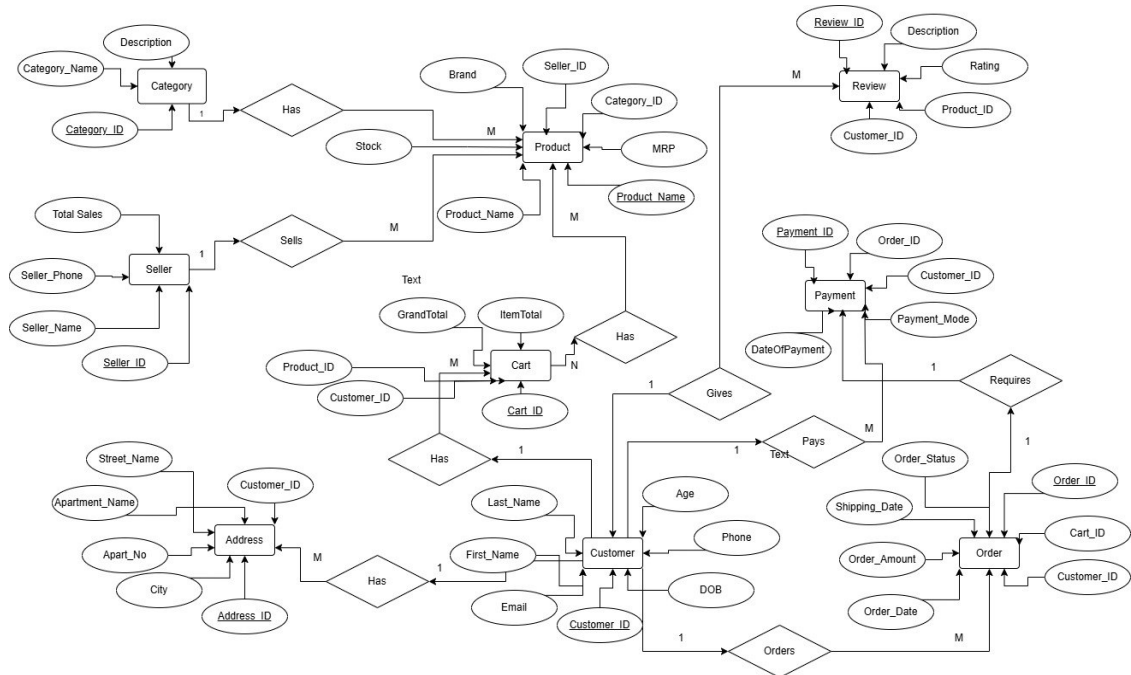 Description
Category_Name
Category
Category_ID
1
Has
M
Brand
Seller_ID
Category_ID
Stock
Product
MRP
Product_Name
Product_Name
Review_ID
Description
Rating
Review
Product_ID
Customer_ID
M
Total Sales
Seller_Phone
Seller
Seller_Name
Seller_ID
1
Sells
M
M
Text
GrandTotal
ItemTotal
Has
M
Product_ID
Cart
N
Customer_ID
Cart_ID
Payment_ID
Order_ID
Customer_ID
Payment
Payment_Mode
DateOfPayment
1
Requires
1
1
Gives
Has
1
1
Pays
M
Text
Street_Name
Customer_ID
Apartment_Name
Address
Apart_No
City
Address_ID
M
Has
1
Last_Name
Age
First_Name
Customer
Phone
Email
Customer_ID
DOB
Order_Status
Order_ID
Shipping_Date
Cart_ID
Order_Amount
Order
Customer_ID
Order_Date
1
Orders
M